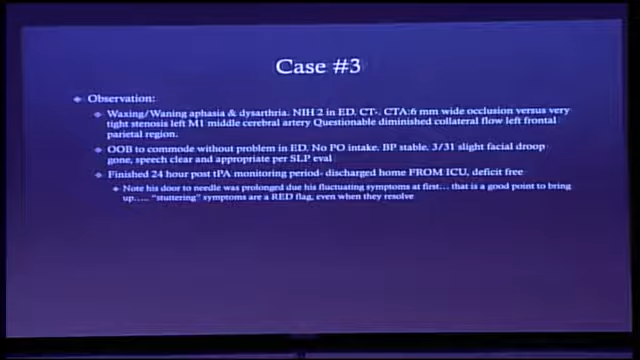 Case #3
Observation:
Waxing/Waning aphasia & dysarthria. NIH 2 in ED. CT-. CTA:6 mm wide occlusion versus very
tight stenosis left M1 middle cerebral artery Questionable diminished collateral flow left frontal
parietal region.
OOB to commode without problem in ED. No PO intake. BP stable. 3/31 slight facial droop
gone, speech clear and appropriate per SLP eval
Finished 24 hour post tPA monitoring period- discharged home FROM ICU, deficit free
Note his door to needle was prolonged due his fluctuating symptoms at first... that is a good point to bring
up..... "stuttering" symptoms are a RED flag, even when they resolve